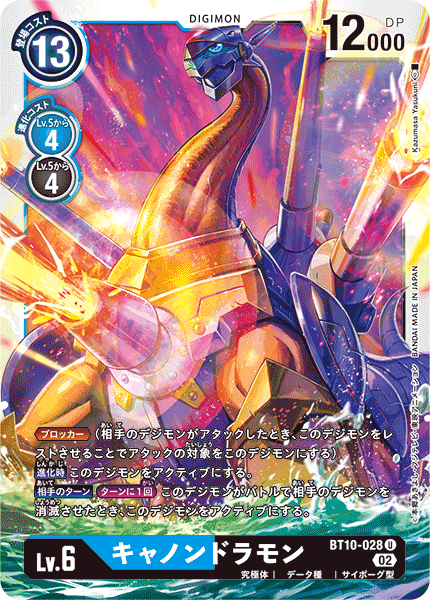 登場コスト
13
DIGIMON
DP
12000
進化コスト
Lv.5から
4
Lv.5から
4
Kazumasa Yasukuni
BANDAI MADE IN JAPAN
ブロッカー (相手のデジモンがアタックしたとき、このデジモンをレ
ストさせることでアタックの対象をこのデジモンにする)
進化時 このデジモンをアクティブにする。
相手のターン ターンに1回 このデジモンがバトルで相手のデジモンを
消滅させたとき、このデジモンをアクティブにする。
Lv.6
キャノンドラモン
BT10-028 U
02
究極体 | データ種 | サイボーグ型